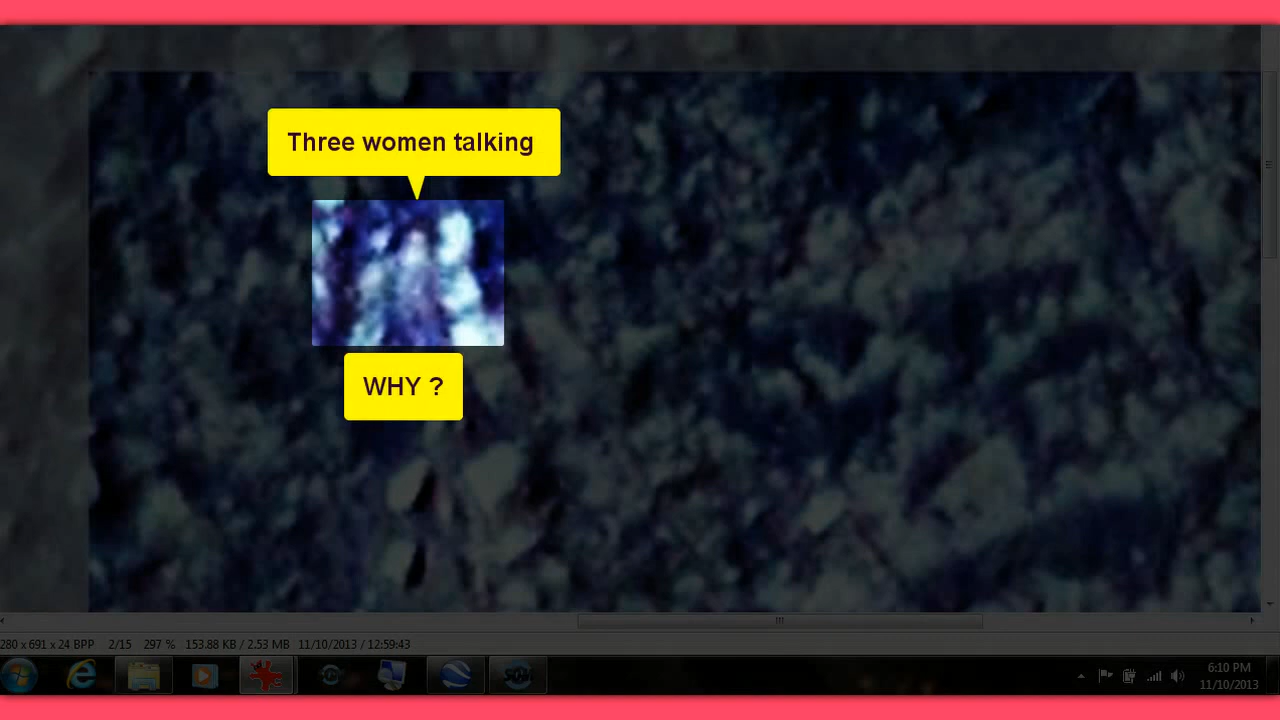 Three women talking
WHY ?
280 x 691 x 24 BPP 2/15 297 % 153.88 KB / 2.53 MB 11/10/2013 / 12:59:43
6:10 PM
11/10/2013